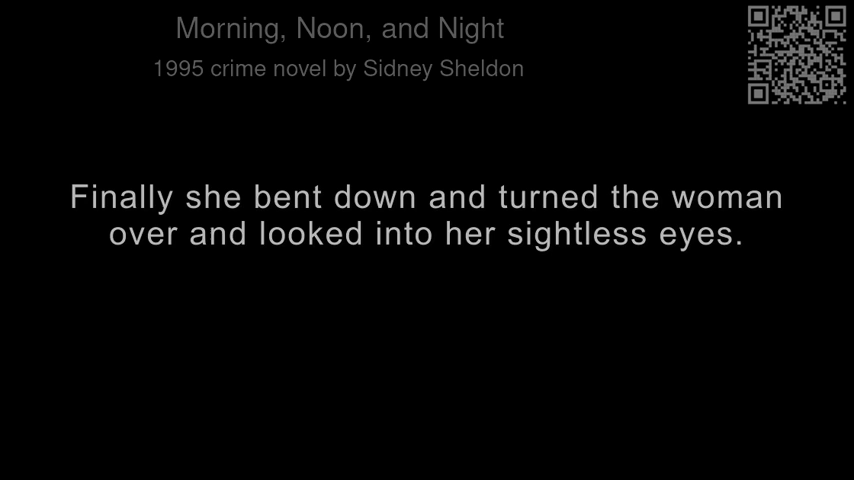 Morning, Noon, and Night
1995 crime novel by Sidney Sheldon
Finally she bent down and turned the woman
over and looked into her sightless eyes.